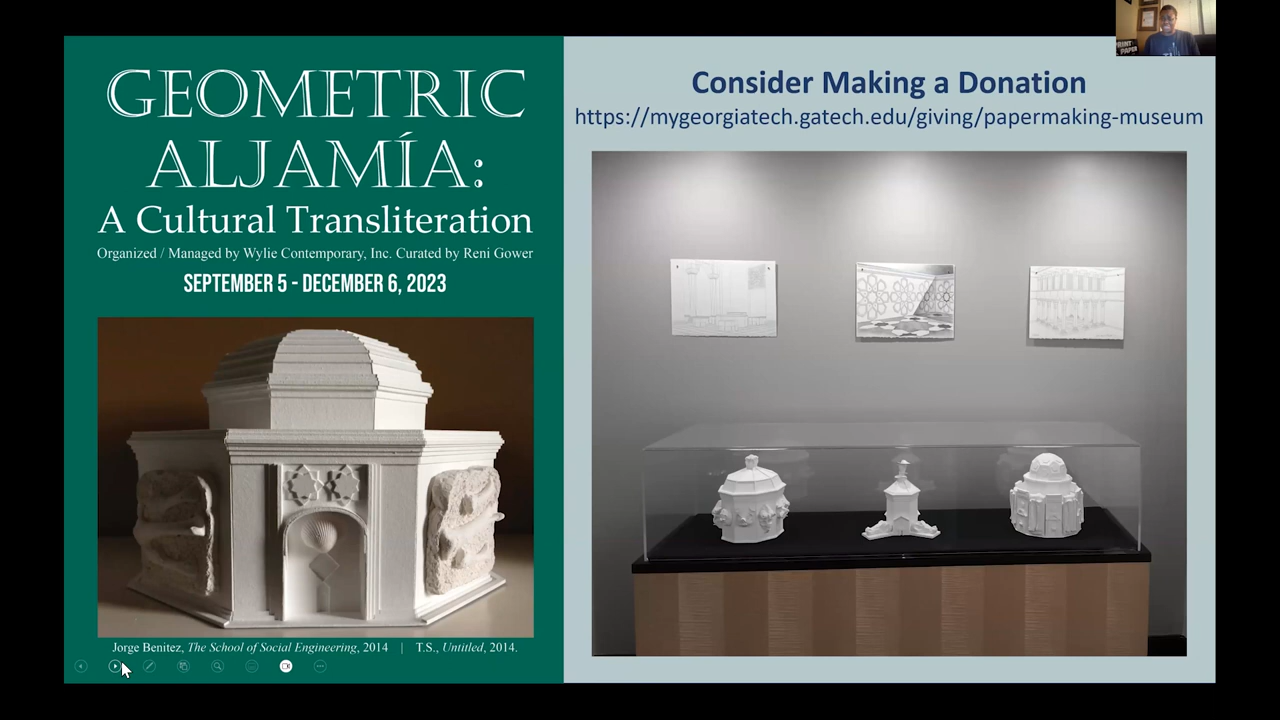 GEOMETRIC
ALJAMÍA:
A Cultural Transliteration
Organized / Managed by Wylie Contemporary, Inc. Curated by Reni Gower
SEPTEMBER 5 - DECEMBER 6, 2023
Jorge Benitez, The School of Social Engineering, 2014 | T.S., Untitled, 2014.
Consider Making a Donation
https://mygeorgiatech.gatech.edu/giving/papermaking-museum
PRINT
PAPER